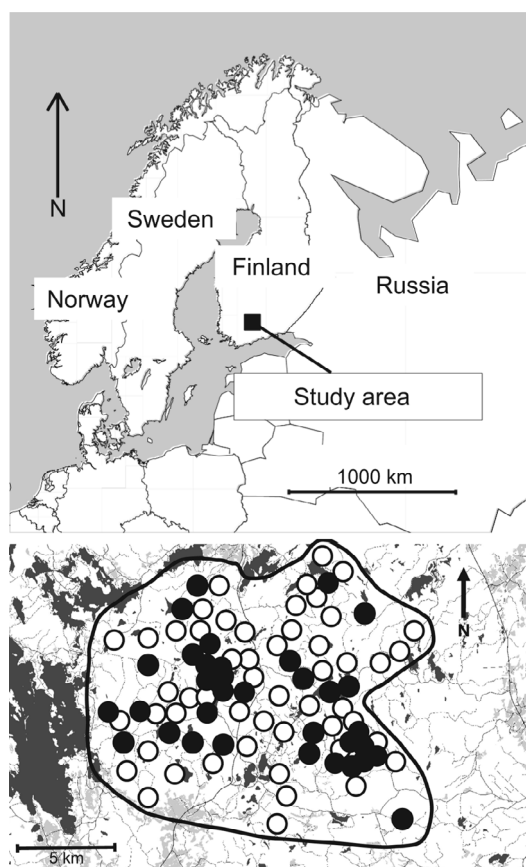 N
Sweden
Finland
Norway
Russia
Study area
1000 km
N
5 km